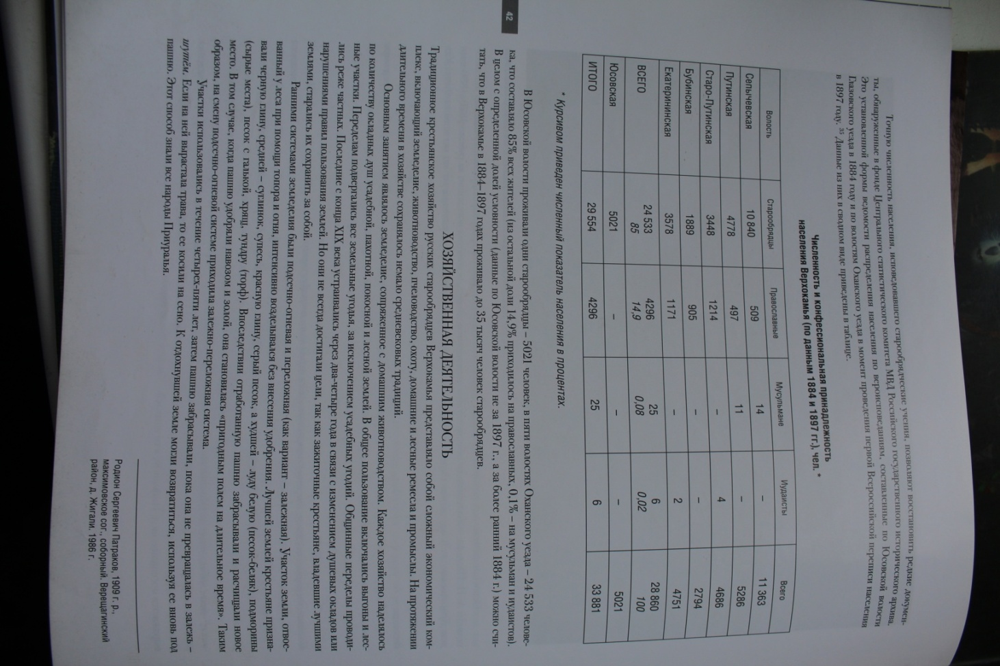 Точную численность населения, исповедовавшего старообрядческие учения, позволяют восстановить редкие докумен-
ты, обнаруженные в фонде Центрального статистического комитета МВД Российского государственного исторического архива.
Это установленной формы ведомости распределения населения по вероисповеданиям, составленные по Юсовской волости
Глазовского уезда в 1884 году и по волостям Оханского уезда в момент проведения первой Всероссийской переписи населения
в 1897 году. 35 Данные из них в сводном виде приведены в таблице.
Численность и конфессиональная принадлежность
населения Верхокамья (по данным 1884 и 1897 гг.), чел. *
Волость Старообрядцы Православные Мусульмане Иудаисты Всего
Сепычевская 10 840 509 14 – 11 363
Путинская 4778 497 11 – 5286
Старо-Путинская 3448 1214 – 4 4686
Бубинская 1889 905 – – 2794
Екатерининская 3578 1171 – 2 4751
ВСЕГО 24 533 4296 25 6 28 860
85 14,9 0,08 0,02 100
Юсовская 5021 – – – 5021
ИТОГО 29 554 4296 25 6 33 881
* Курсивом приведен численный показатель населения в процентах.
В Юсовской волости проживали одни старообрядцы – 5021 человек, в пяти волостях Оханского уезда – 24 533 челове-
ка, что составляло 85% всех жителей (из остальной доли 14,9% приходилось на православных, 0,1% – на мусульман и иудаистов).
В целом с определенной долей условности (данные по Юсовской волости не за 1897 г., а за более ранний 1884 г.) можно счи-
тать, что в Верхокамье в 1884–1897 годах проживало до 35 тысяч человек старообрядцев.
ХОЗЯЙСТВЕННАЯ ДЕЯТЕЛЬНОСТЬ
Традиционное крестьянское хозяйство русских старообрядцев Верхокамья представляло собой сложный экономический ком-
плекс, включающий земледелие, животноводство, пчеловодство, охоту, домашние и лесные ремесла и промыслы. На протяжении
длительного времени в хозяйстве сохранялось немало средневековых традиций.
Основным занятием являлось земледелие, сопряженное с домашним животноводством. Каждое хозяйство наделялось
по количеству окладных душ усадебной, пахотной, покосной и лесной землей. В общее пользование включались выгоны и лес-
ные участки. Переделам подвергались все земельные угодья, за исключением усадебных угодий. Общинные переделы проводи-
лись реже частных. Последние с конца XIX века устраивались через два-четыре года в связи с изменением душевых окладов или
нарушениями правил пользования землей. Но они не всегда достигали цели, так как зажиточные крестьяне, владевшие лучшими
землями, старались их сохранить за собой.
Ранними системами земледелия были подсечно-огневая и переложная (как вариант – залежная). Участок земли, отвое-
ванный у леса при помощи топора и огня, интенсивно возделывался без внесения удобрения. Лучшей землей крестьяне призна-
вали черную глину, средней – суглинок, супесь, красную глину, серый песок, а худшей – луду белую (песок-беляк), подморины
(сырые места), песок с галькой, хрящ, тундру (торф). Впоследствии отработанную пашню забрасывали и расчищали новое
место. В том случае, когда пашню удобряли навозом и золой, она становилась «пригодным полем на длительное время». Таким
образом, на смену подсечно-огневой системе приходила залежно-переложная система.
Участки использовались в течение четырех-пяти лет, затем пашню забрасывали, пока она не превращалась в залежь –
шутём. Если на ней вырастала трава, то ее косили на сено. К отдохнувшей земле могли возвратиться, используя ее вновь под
пашню. Этот способ знали все народы Приуралья.
Родион Сергеевич Патраков, 1909 г. р.,
максимовское сог., соборный. Верещагинский
район, д. Жигали. 1986 г.
42